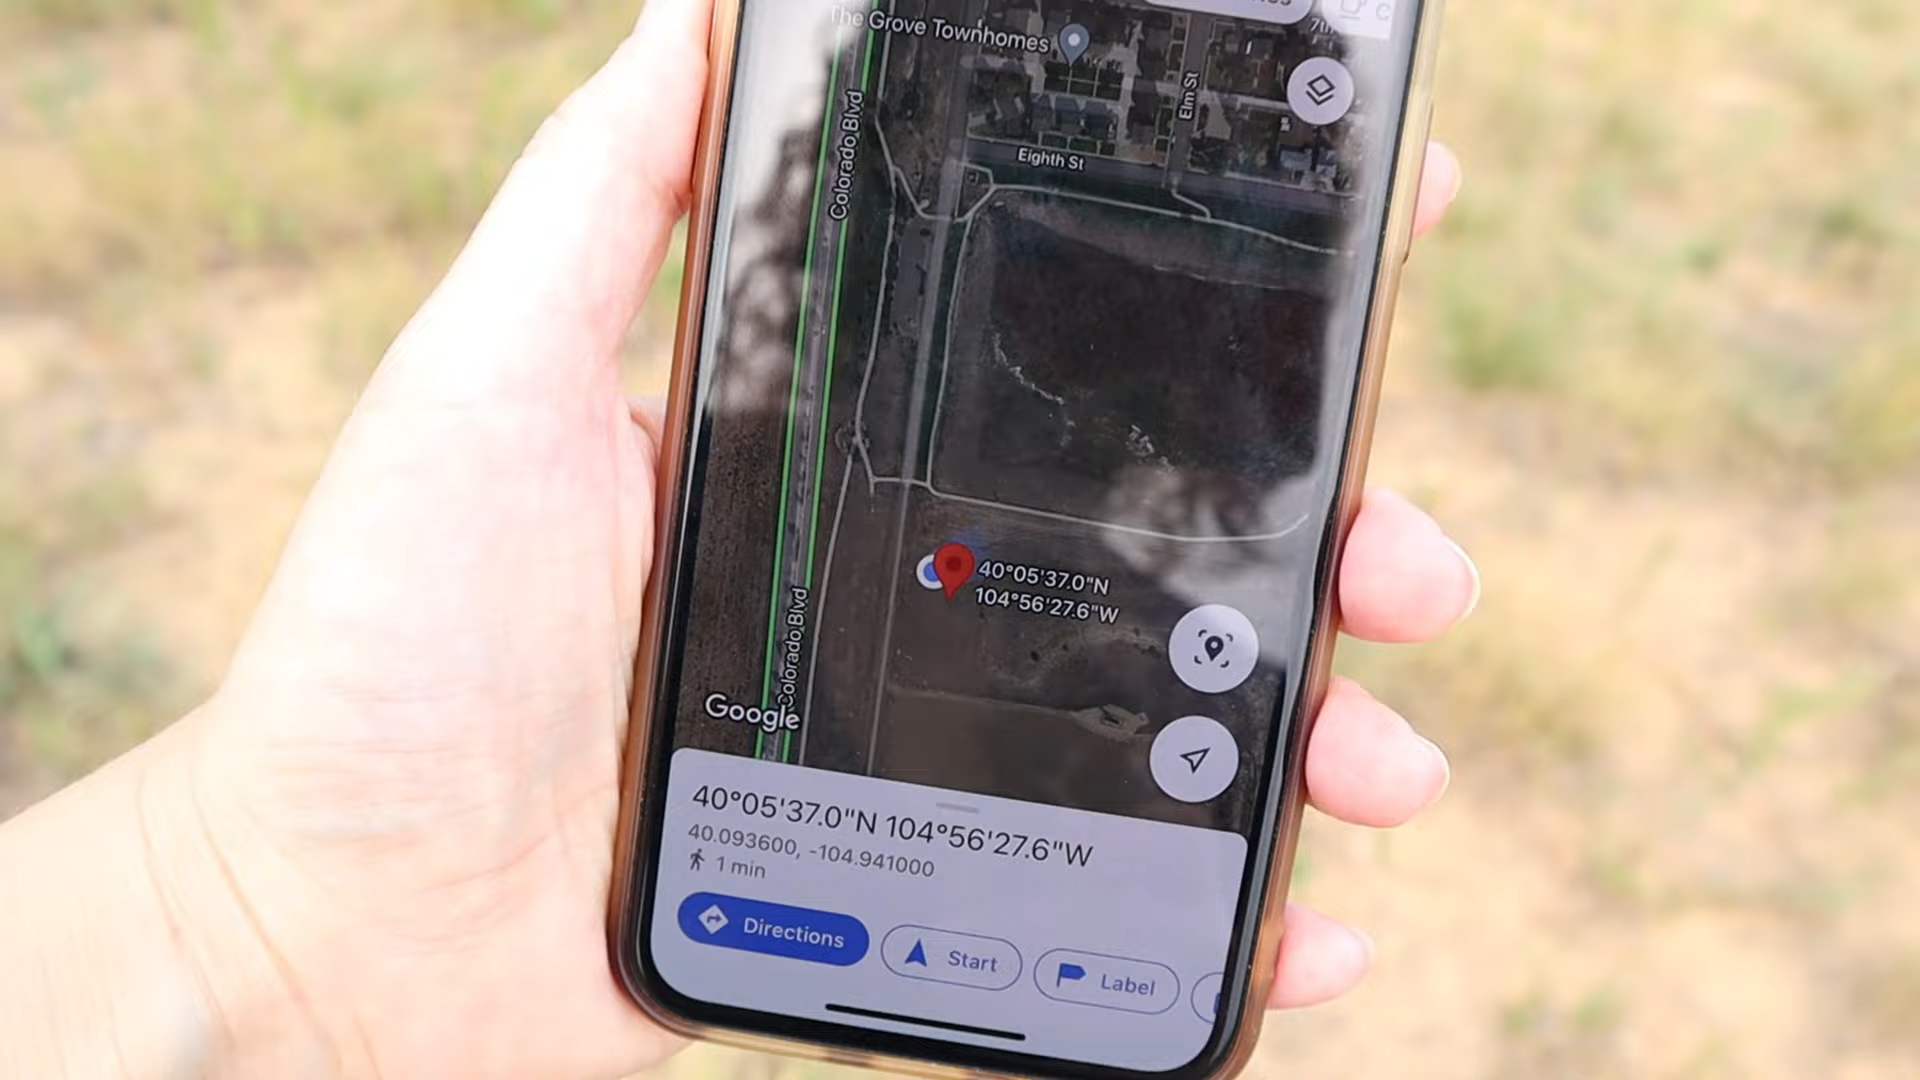 The Grove Townhomes
7th
Elm St
Colorado Blvd
Eighth St
40°05'37.0"N
104°56'27.6"W
Colorado Blvd
Google
40°05'37.0"N 104°56'27.6"W
40.093600, -104.941000
1 min
Directions
Start
Label